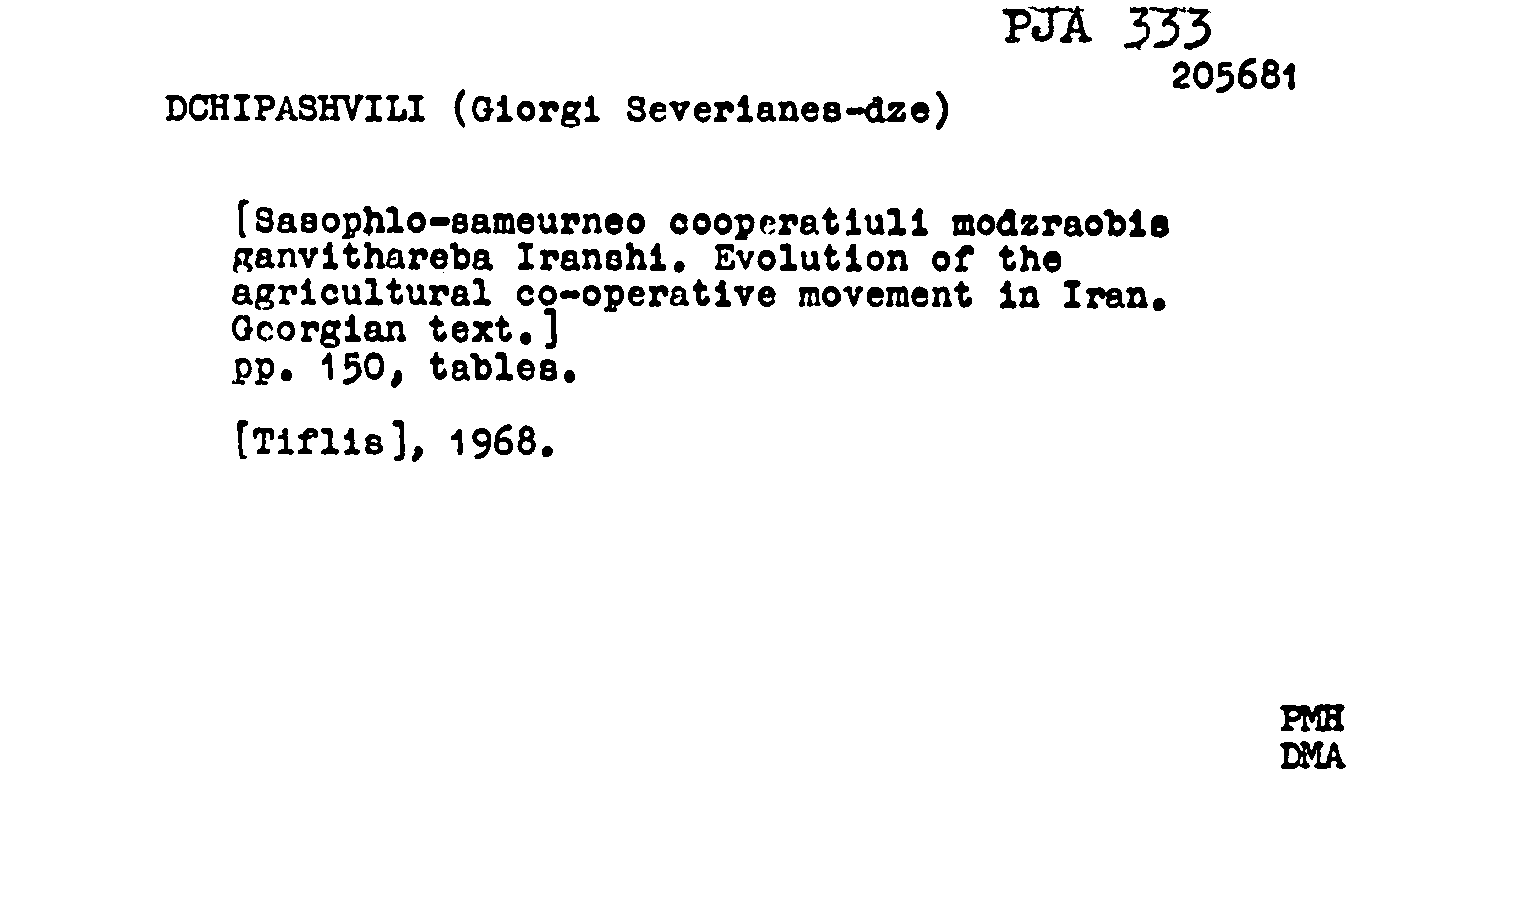 PJA 333
205681
DCHIPASHVILI (Giorgi Severianes-dze)
[Sasophlo-sameurneo cooperatiuli modzraobis
ganvithareba Iranshi. Evolution of the
agricultural co-operative movement in Iran.
Georgian text.]
pp. 150, tables.
[Tiflis], 1968.
PMH
DMA